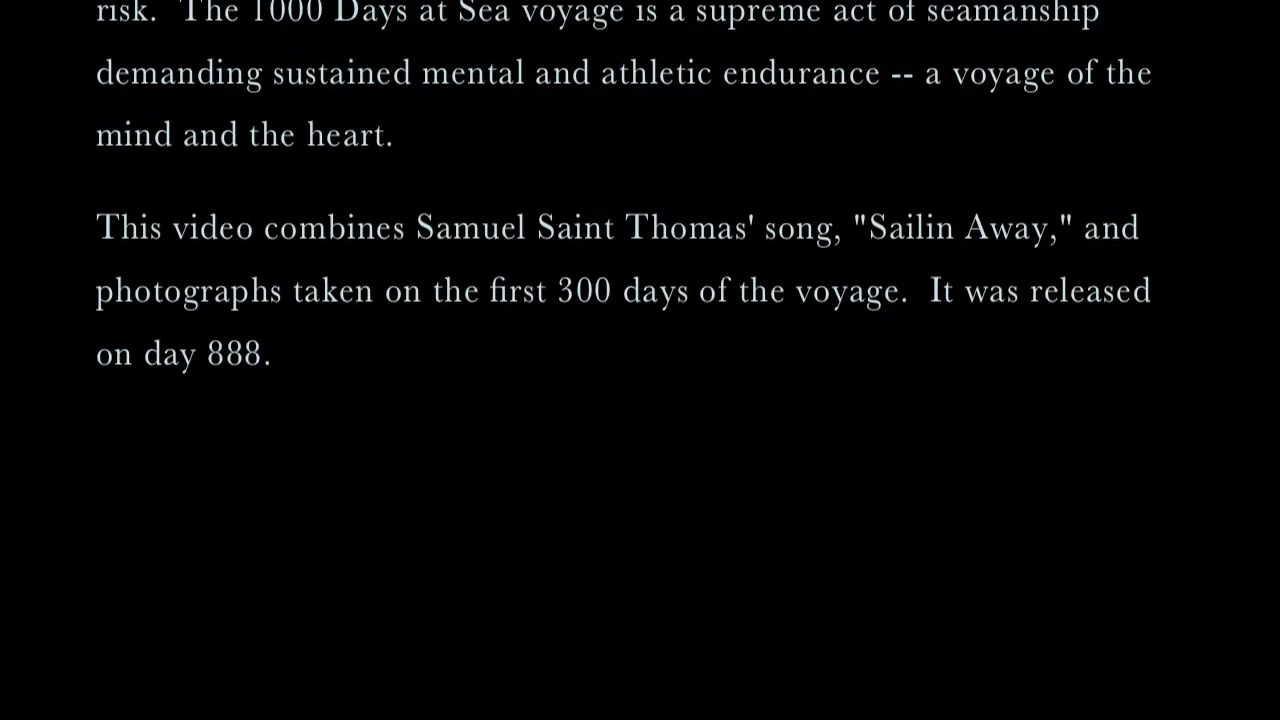 risk.  The 1000 Days at Sea voyage is a supreme act of seamanship
demanding sustained mental and athletic endurance -- a voyage of the
mind and the heart.
This video combines Samuel Saint Thomas' song, "Sailin Away," and
photographs taken on the first 300 days of the voyage.  It was released
on day 888.